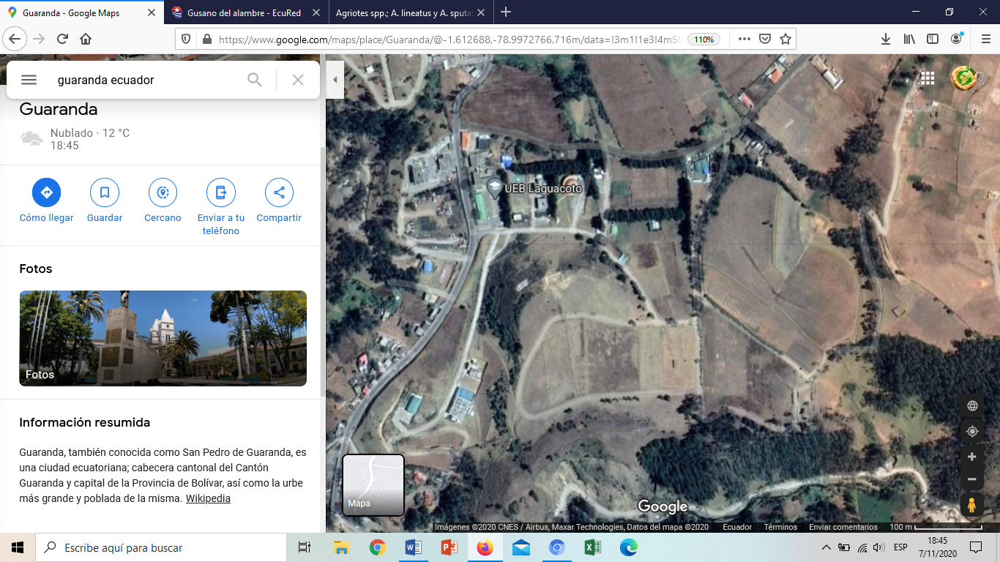 Guaranda - Google Maps
Gusano del alambre - EcuRed
Agriotes spp.; A. lineatus y A. sputa
https://www.google.com/maps/place/Guaranda/@-1.612688,-78.9972766,716m/data=!3m1!1e3!4m5!
110%
guaranda ecuador
Guaranda
Nublado · 12 °C
18:45
Cómo llegar
Guardar
Cercano
Enviar a tu teléfono
Compartir
Fotos
Fotos
Información resumida
Guaranda, también conocida como San Pedro de Guaranda, es
una ciudad ecuatoriana; cabecera cantonal del Cantón
Guaranda y capital de la Provincia de Bolívar, así como la urbe
más grande y poblada de la misma. Wikipedia
UEB Laguacoto
Mapa
Google
Imágenes ©2020 CNES / Airbus, Maxar Technologies, Datos del mapa ©2020 Ecuador Términos Enviar comentarios 100 m
Escribe aquí para buscar
ESP
18:45
7/11/2020